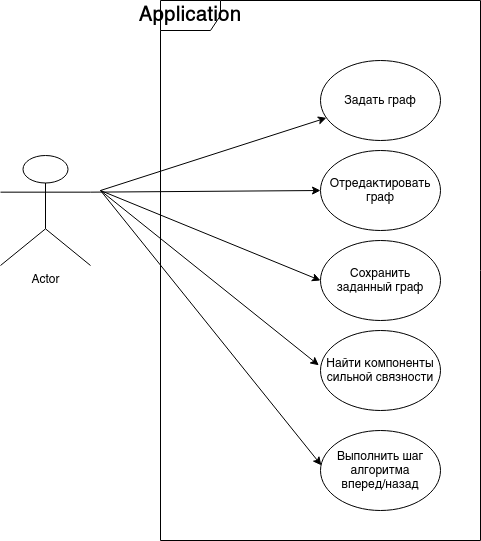 Application
Задать граф
Отредактировать
граф
Actor
Сохранить
заданный граф
Найти компоненты
сильной связности
Выполнить шаг
алгоритма
вперед/назад